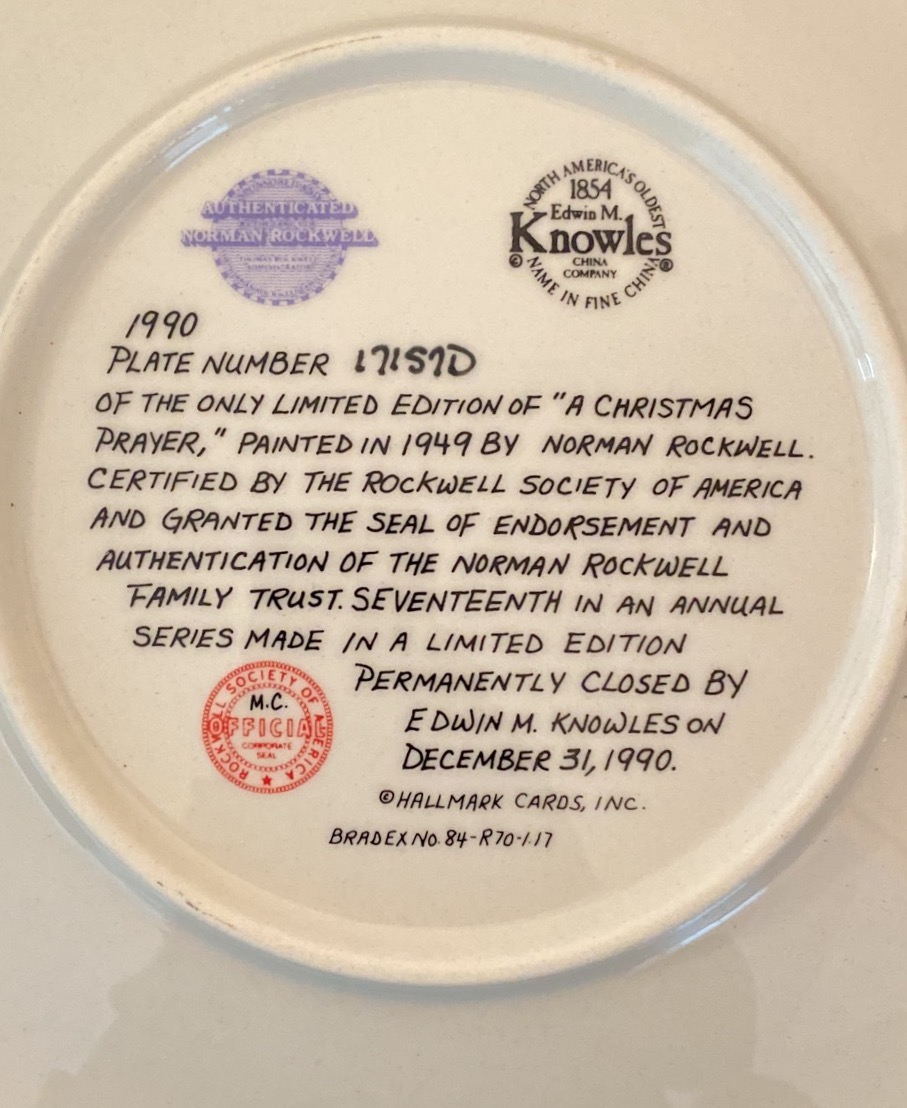 AUTHENTICATED
NORMAN ROCKWELL
NORTH AMERICA'S OLDEST
1854
Edwin M.
Knowles
© CHINA ®
COMPANY
NAME IN FINE CHINA
1990
PLATE NUMBER 17157D
OF THE ONLY LIMITED EDITION OF "A CHRISTMAS
PRAYER," PAINTED IN 1949 BY NORMAN ROCKWELL.
CERTIFIED BY THE ROCKWELL SOCIETY OF AMERICA
AND GRANTED THE SEAL OF ENDORSEMENT AND
AUTHENTICATION OF THE NORMAN ROCKWELL
FAMILY TRUST. SEVENTEENTH IN AN ANNUAL
SERIES MADE IN A LIMITED EDITION
PERMANENTLY CLOSED BY
EDWIN M. KNOWLES ON
DECEMBER 31, 1990.
ROCKWELL SOCIETY OF AMERICA
M.C.
OFFICIAL
CORPORATE
SEAL
©HALLMARK CARDS, INC.
BRADEX NO. 84-R70-1.17